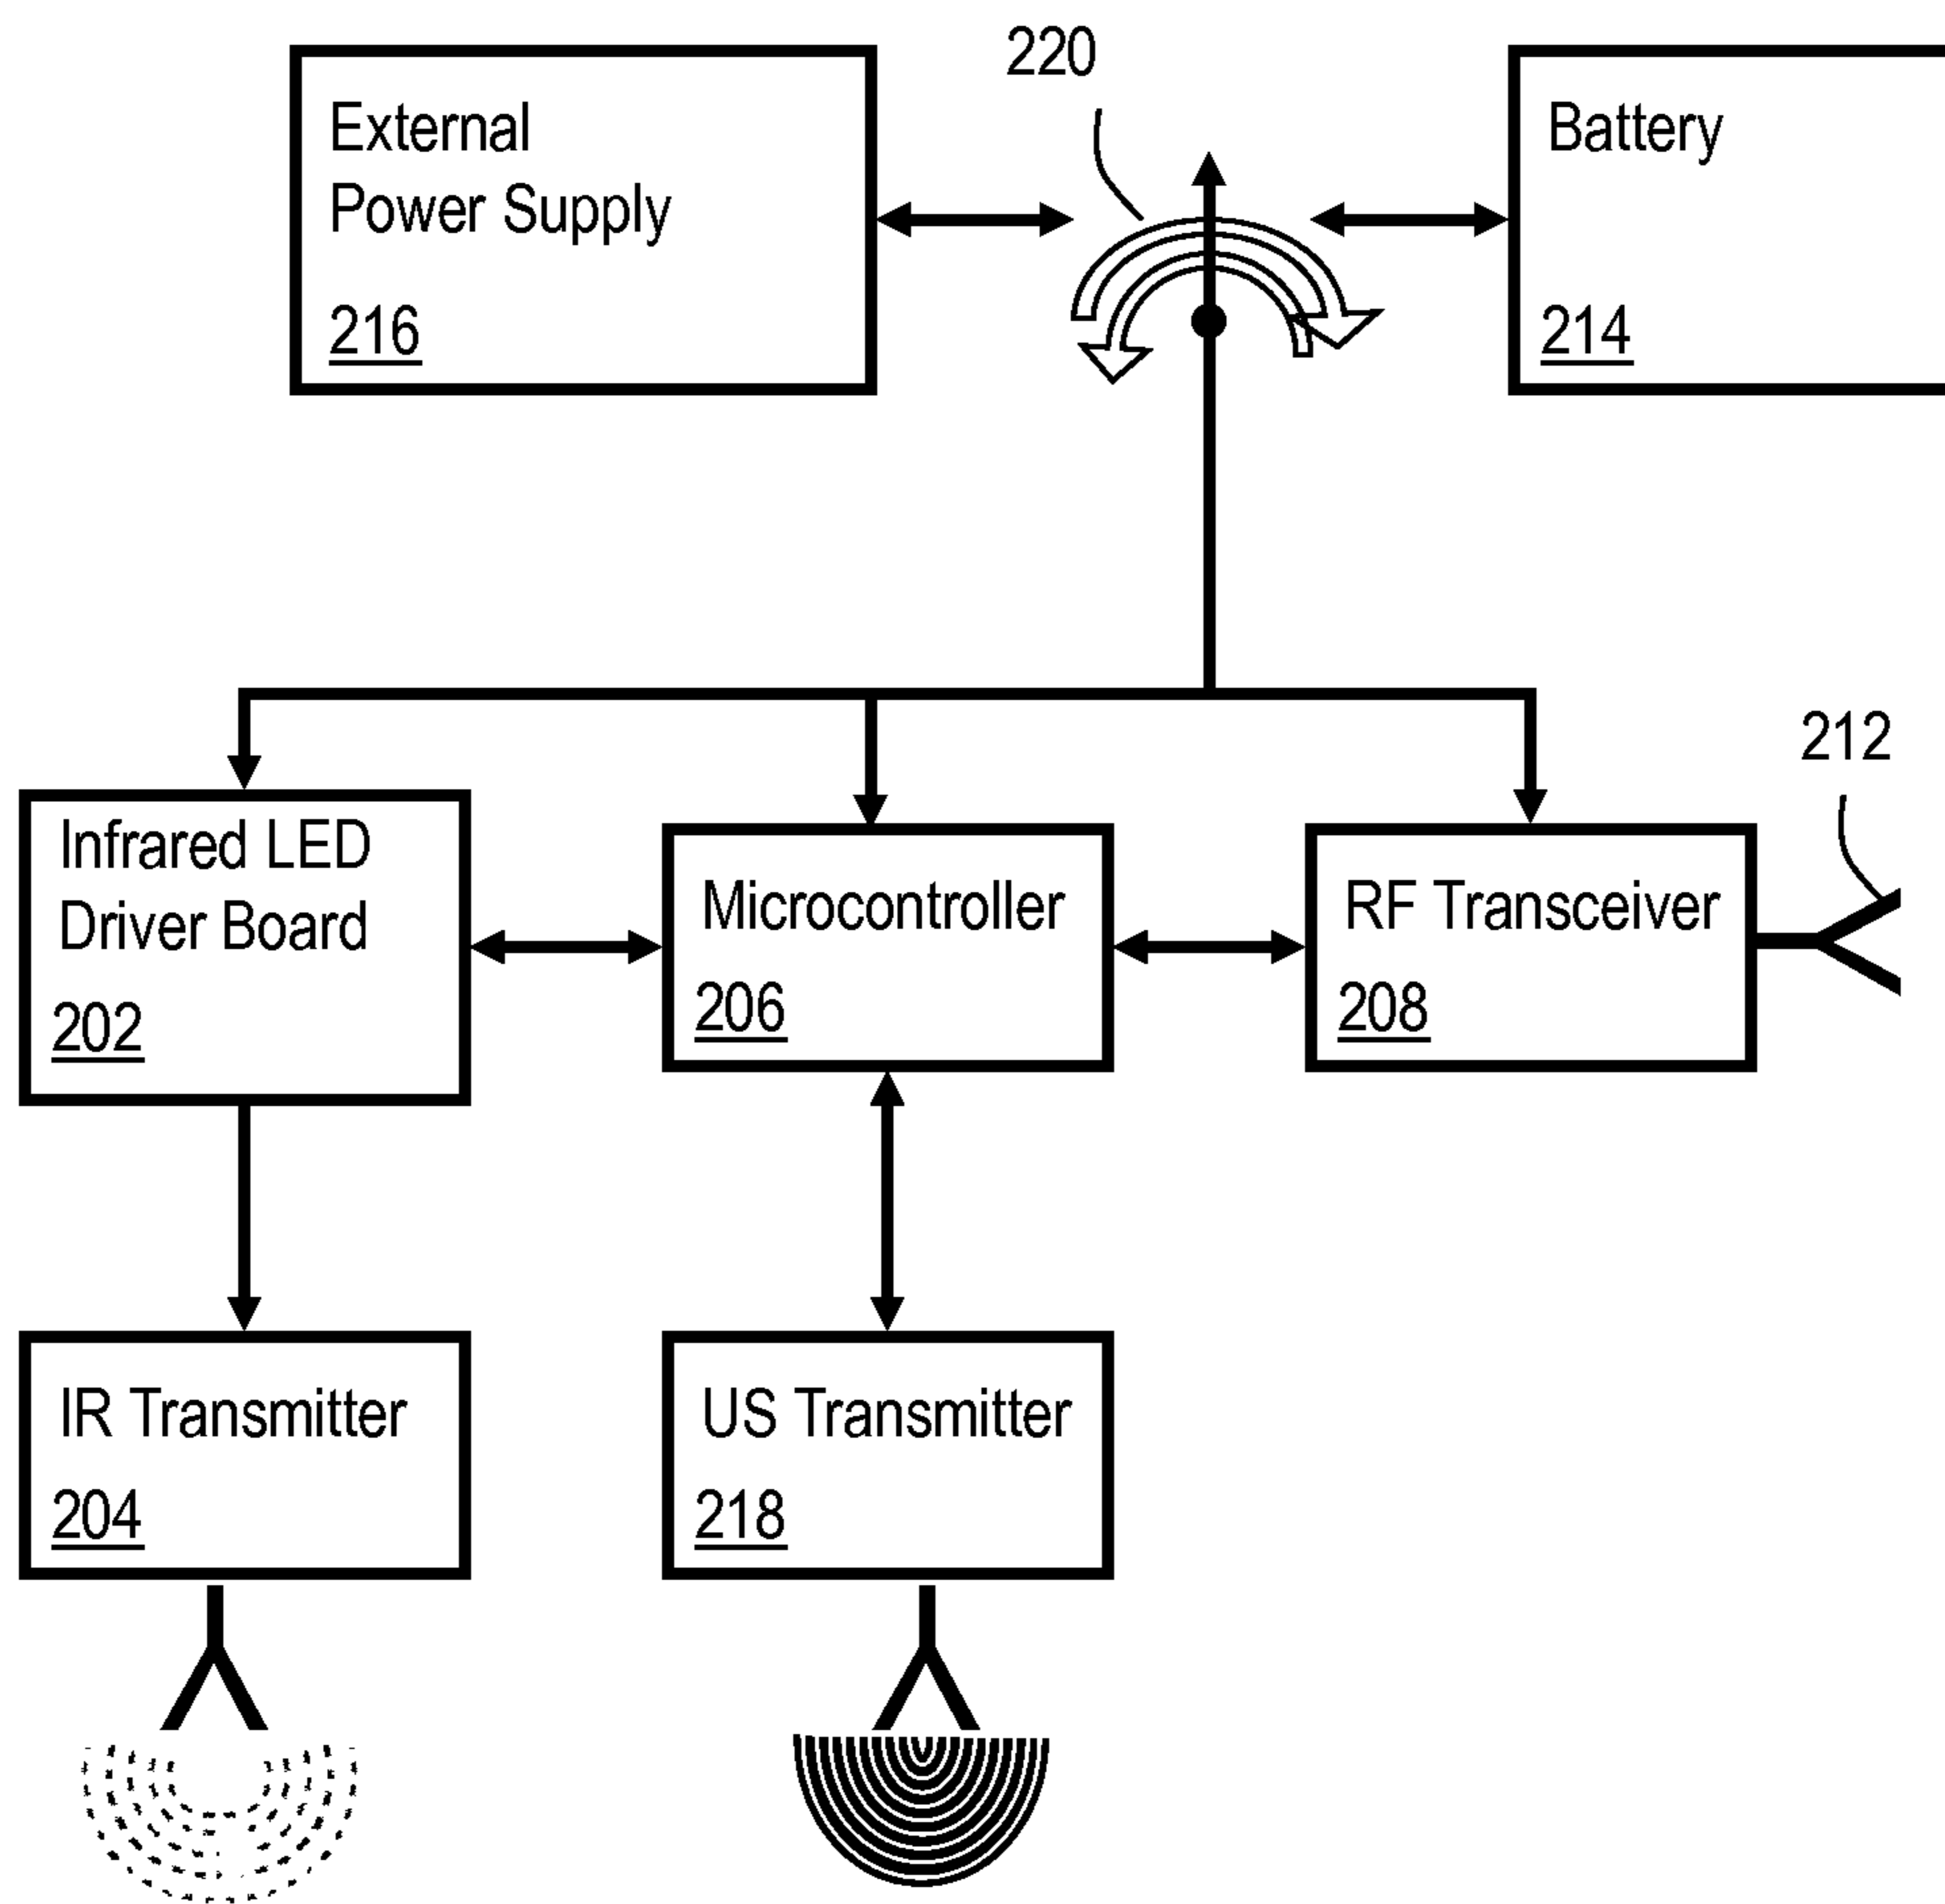 220
External
Power Supply
216
Battery
214
212
Infrared LED
Driver Board
202
Microcontroller
206
RF Transceiver
208
IR Transmitter
204
US Transmitter
218